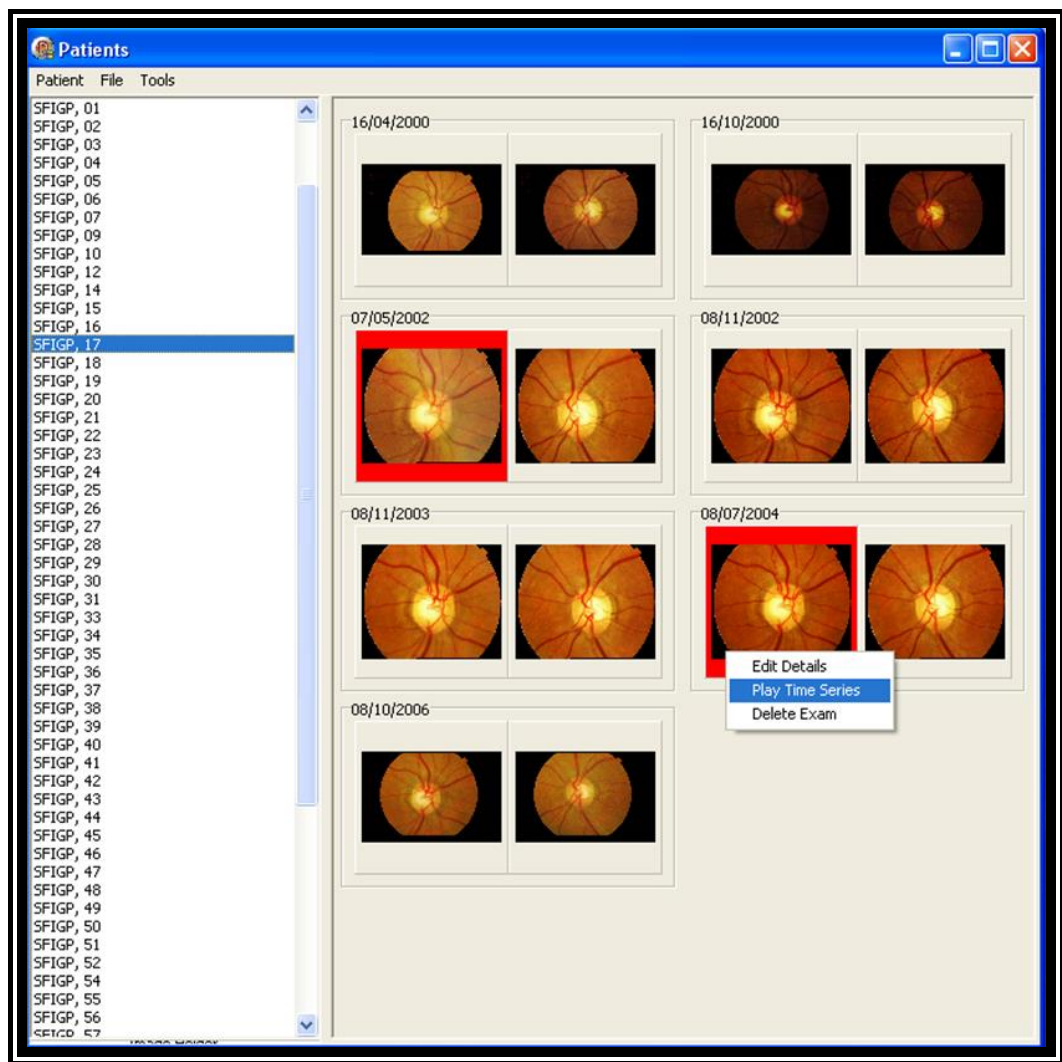 Patients
Patient File Tools
SFIGP, 01
SFIGP, 02
SFIGP, 03
SFIGP, 04
SFIGP, 05
SFIGP, 06
SFIGP, 07
SFIGP, 09
SFIGP, 10
SFIGP, 12
SFIGP, 14
SFIGP, 15
SFIGP, 16
SFIGP, 17
SFIGP, 18
SFIGP, 19
SFIGP, 20
SFIGP, 21
SFIGP, 22
SFIGP, 23
SFIGP, 24
SFIGP, 25
SFIGP, 26
SFIGP, 27
SFIGP, 28
SFIGP, 29
SFIGP, 30
SFIGP, 31
SFIGP, 33
SFIGP, 34
SFIGP, 35
SFIGP, 36
SFIGP, 37
SFIGP, 38
SFIGP, 39
SFIGP, 40
SFIGP, 41
SFIGP, 42
SFIGP, 43
SFIGP, 44
SFIGP, 45
SFIGP, 46
SFIGP, 47
SFIGP, 48
SFIGP, 49
SFIGP, 50
SFIGP, 51
SFIGP, 52
SFIGP, 54
SFIGP, 55
SFIGP, 56
SFIGP, 57
16/04/2000
16/10/2000
07/05/2002
08/11/2002
08/11/2003
08/07/2004
Edit Details
Play Time Series
Delete Exam
08/10/2006